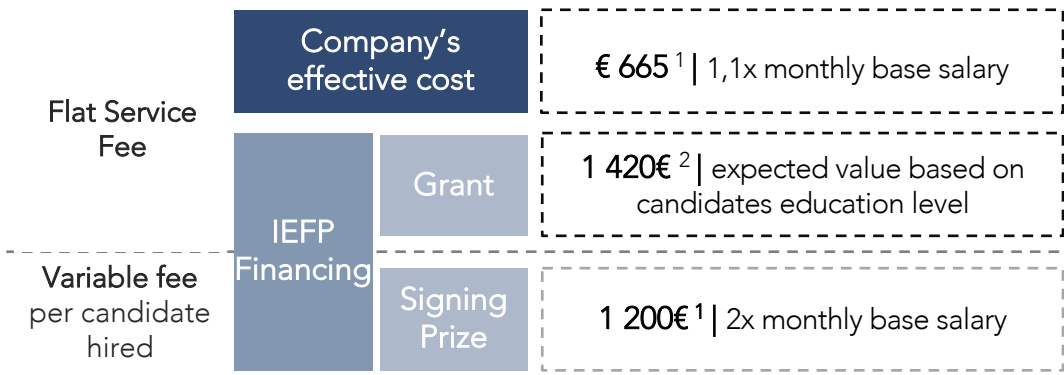 Flat Service
Fee
Company's
effective cost
€ 665 1 | 1,1x monthly base salary
IEFP
Financing
Grant
1 420€ 2 | expected value based on
candidates education level
Variable fee
per candidate
hired
Signing
Prize
1 200€ 1 | 2x monthly base salary